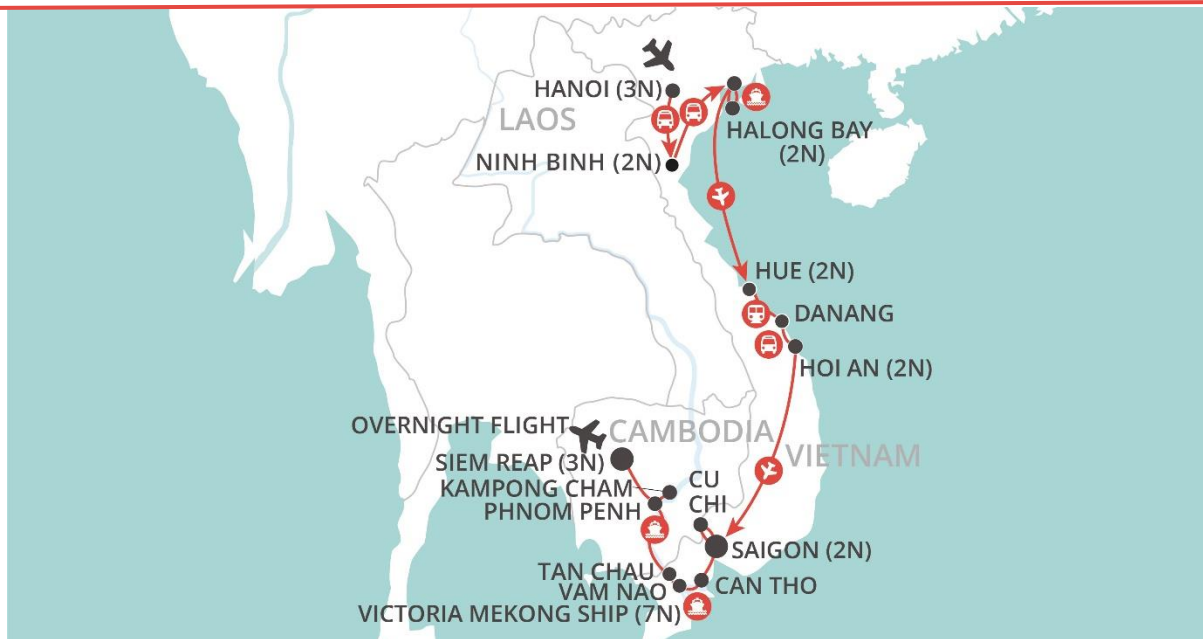 HANOI (3N)
LAOS
HALONG BAY
(2N)
NINH BINH (2N)
HUE (2N)
DANANG
HOI AN (2N)
OVERNIGHT FLIGHT
CAMBODIA
VIETNAM
SIEM REAP (3N)
KAMPONG CHAM
PHNOM PENH
CU
CHI
SAIGON (2N)
TAN CHAU
VAM NAO
CAN THO
VICTORIA MEKONG SHIP (7N)